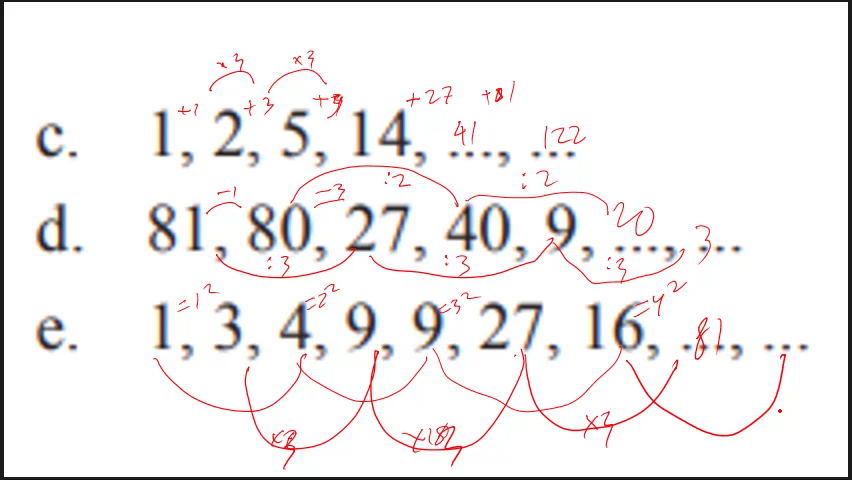 ×3 ×3
+1 +3 +9 +27 +81
c. 1, 2, 5, 14, ..., ...
41 122
-1 -3 :2 :2
d. 81, 80, 27, 40, 9, ..., ...
20 3
:3 :3 :3
=1² =2² =3² =4²
e. 1, 3, 4, 9, 9, 27, 16, ..., ...
81
×3 ×3